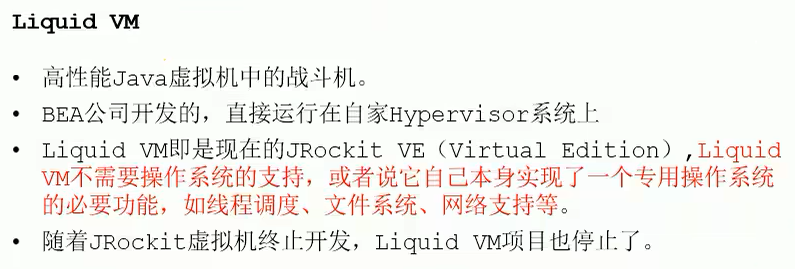 Liquid VM
• 高性能Java虚拟机中的战斗机。
• BEA公司开发的，直接运行在自家Hypervisor系统上
• Liquid VM即是现在的JRockit VE（Virtual Edition）,Liquid
VM不需要操作系统的支持，或者说它自己本身实现了一个专用操作系统
的必要功能，如线程调度、文件系统、网络支持等。
• 随着JRockit虚拟机终止开发，Liquid VM项目也停止了。